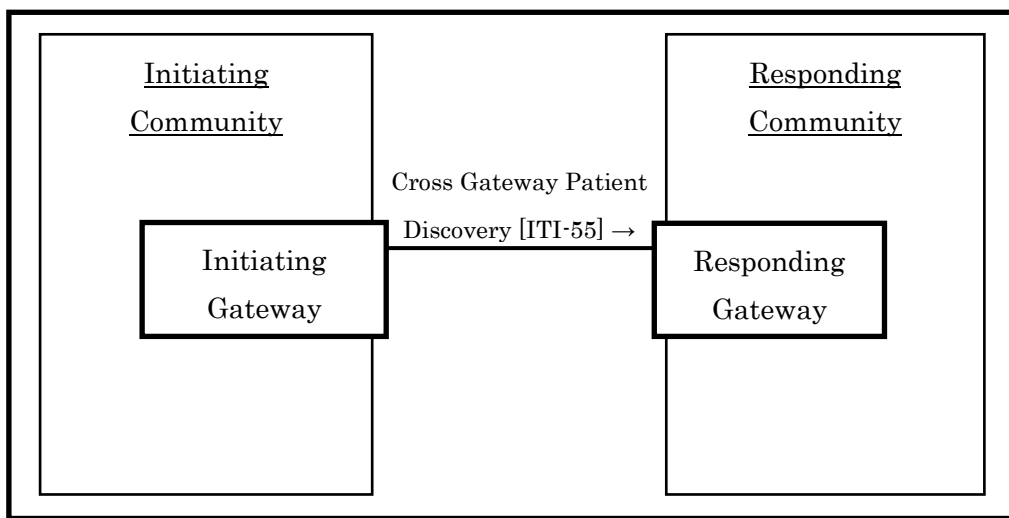 Initiating
Community
Responding
Community
Cross Gateway Patient
Discovery [ITI-55] →
Initiating
Gateway
Responding
Gateway